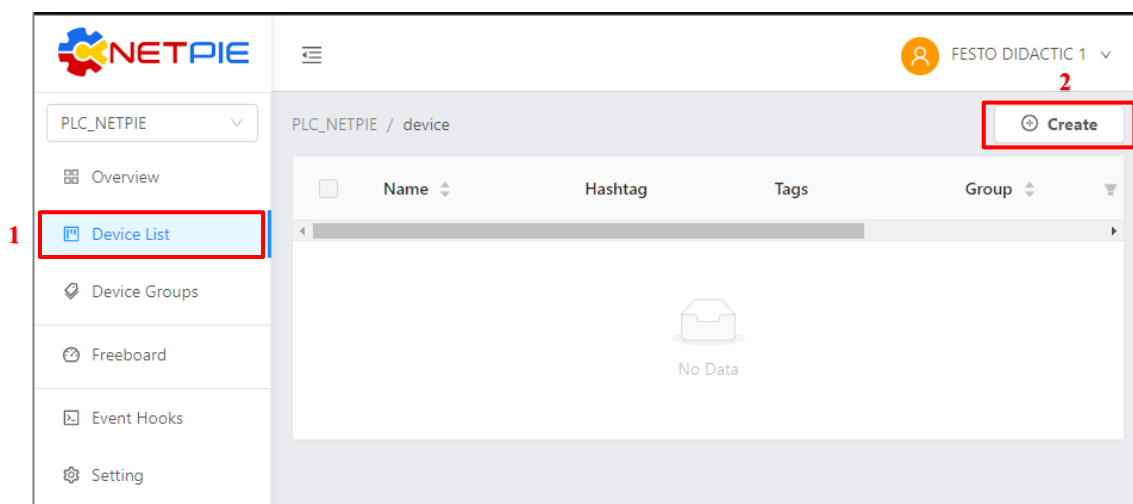 NETPIE
FESTO DIDACTIC 1
2
PLC_NETPIE
PLC_NETPIE / device
Create
Overview
Name
Hashtag
Tags
Group
1
Device List
Device Groups
No Data
Freeboard
Event Hooks
Setting